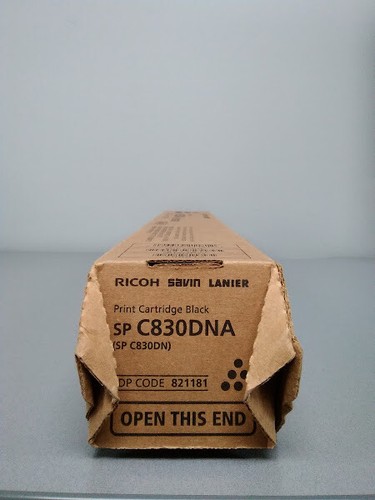 RICOH Savin LANIER
Print Cartridge Black
SP C830DNA
(SP C830DN)
DP CODE 821181
OPEN THIS END